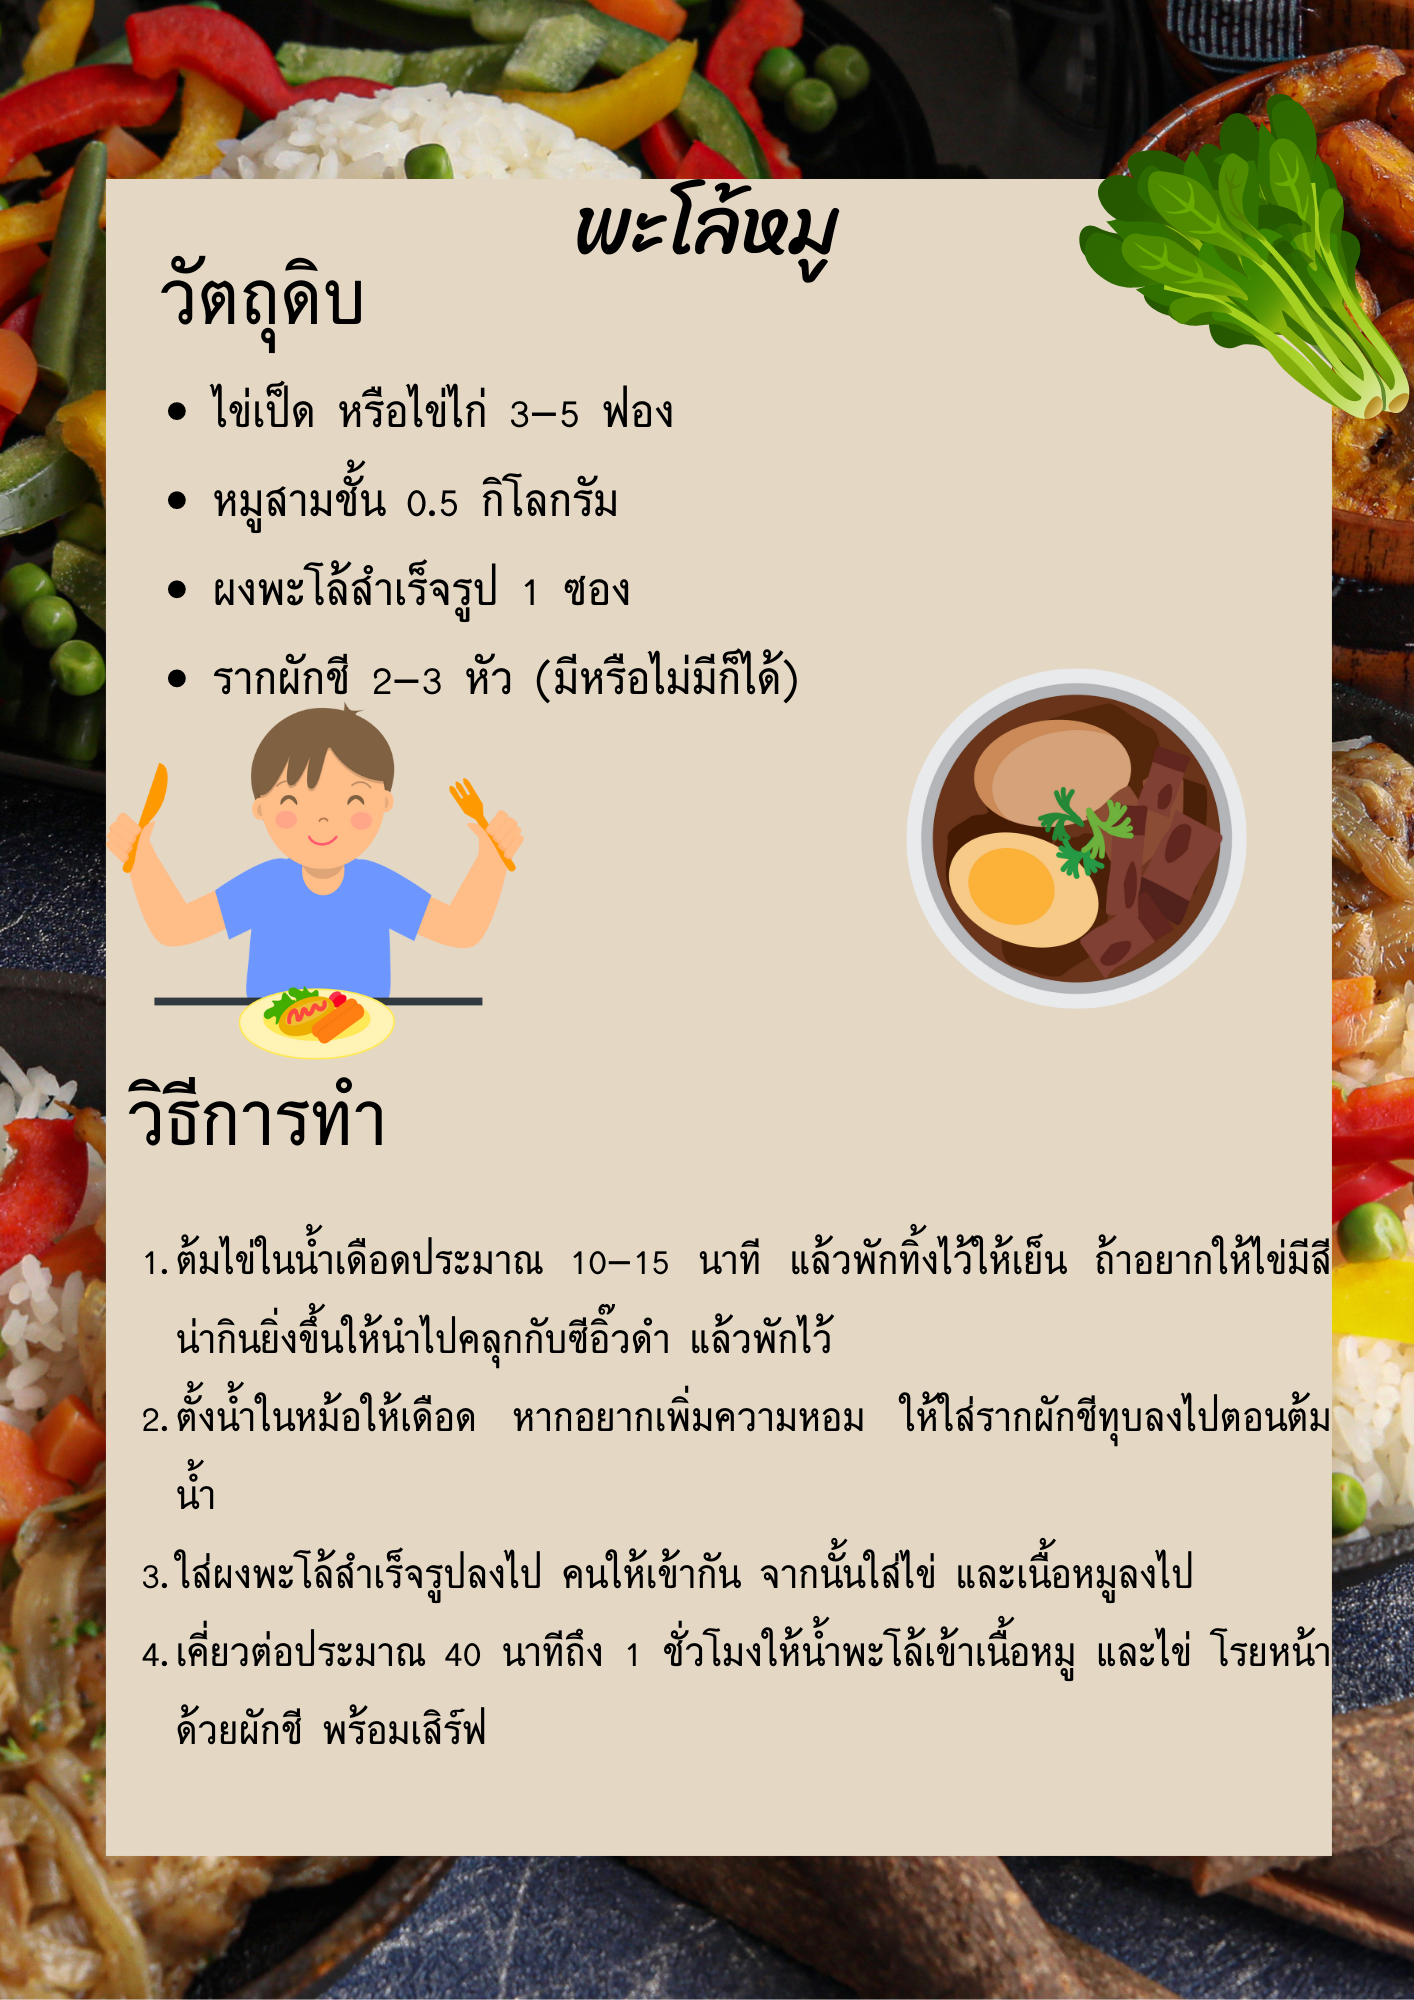 พะโล้หมู
วัตถุดิบ
• ไข่เป็ด หรือไข่ไก่ 3-5 ฟอง
• หมูสามชั้น 0.5 กิโลกรัม
• ผงพะโล้สำเร็จรูป 1 ซอง
• รากผักชี 2-3 หัว (มีหรือไม่มีก็ได้)
วิธีการทำ
1. ต้มไข่ในน้ำเดือดประมาณ 10-15 นาที แล้วพักทิ้งไว้ให้เย็น ถ้าอยากให้ไข่มีสี
น่ากินยิ่งขึ้นให้นำไปคลุกกับซีอิ๊วดำ แล้วพักไว้
2. ตั้งน้ำในหม้อให้เดือด หากอยากเพิ่มความหอม ให้ใส่รากผักชีทุบลงไปตอนต้ม
น้ำ
3. ใส่ผงพะโล้สำเร็จรูปลงไป คนให้เข้ากัน จากนั้นใส่ไข่ และเนื้อหมูลงไป
4. เคี่ยวต่อประมาณ 40 นาทีถึง 1 ชั่วโมงให้น้ำพะโล้เข้าเนื้อหมู และไข่ โรยหน้า
ด้วยผักชี พร้อมเสิร์ฟ